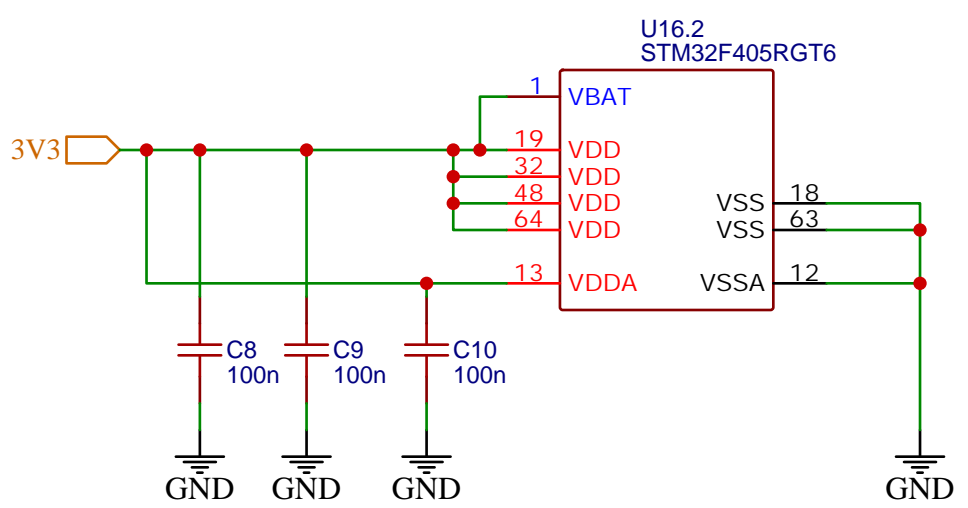 U16.2
STM32F405RGT6
1 VBAT
3V3
19 VDD
32 VDD
48 VDD
64 VDD
VSS 18
VSS 63
13 VDDA
VSSA 12
C8
100n
C9
100n
C10
100n
GND
GND
GND
GND